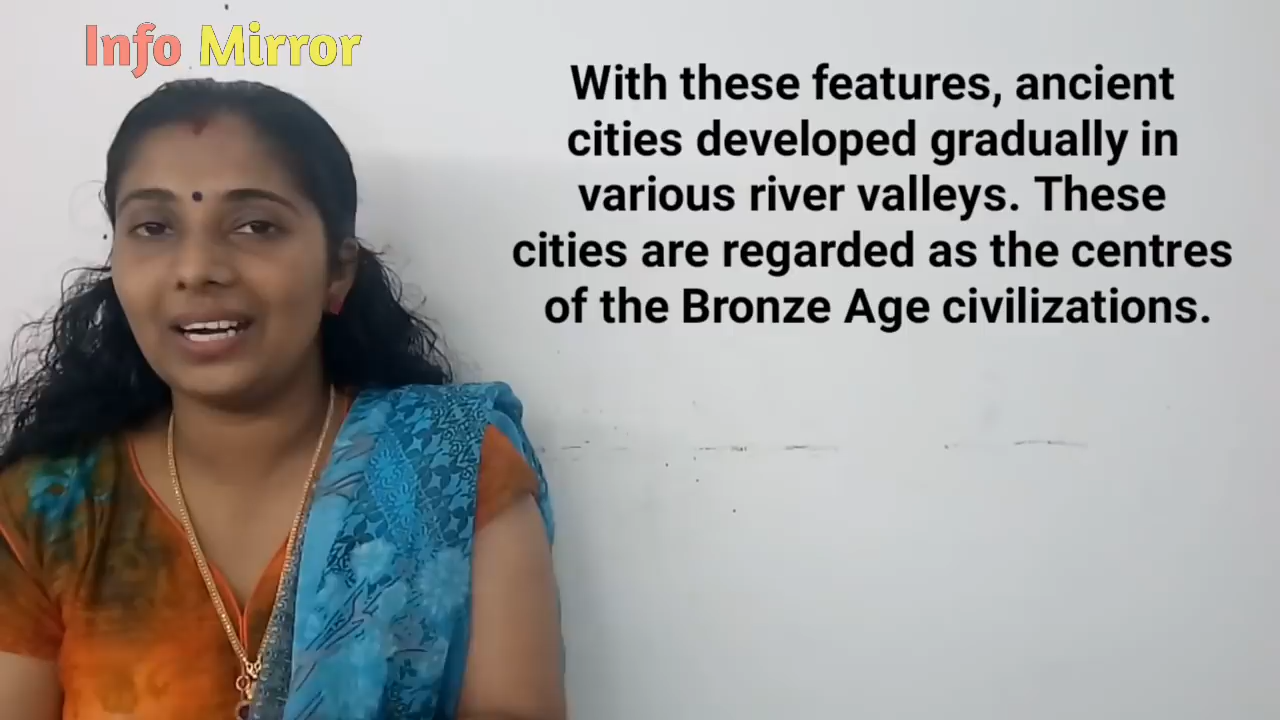 Info Mirror
With these features, ancient
cities developed gradually in
various river valleys. These
cities are regarded as the centres
of the Bronze Age civilizations.